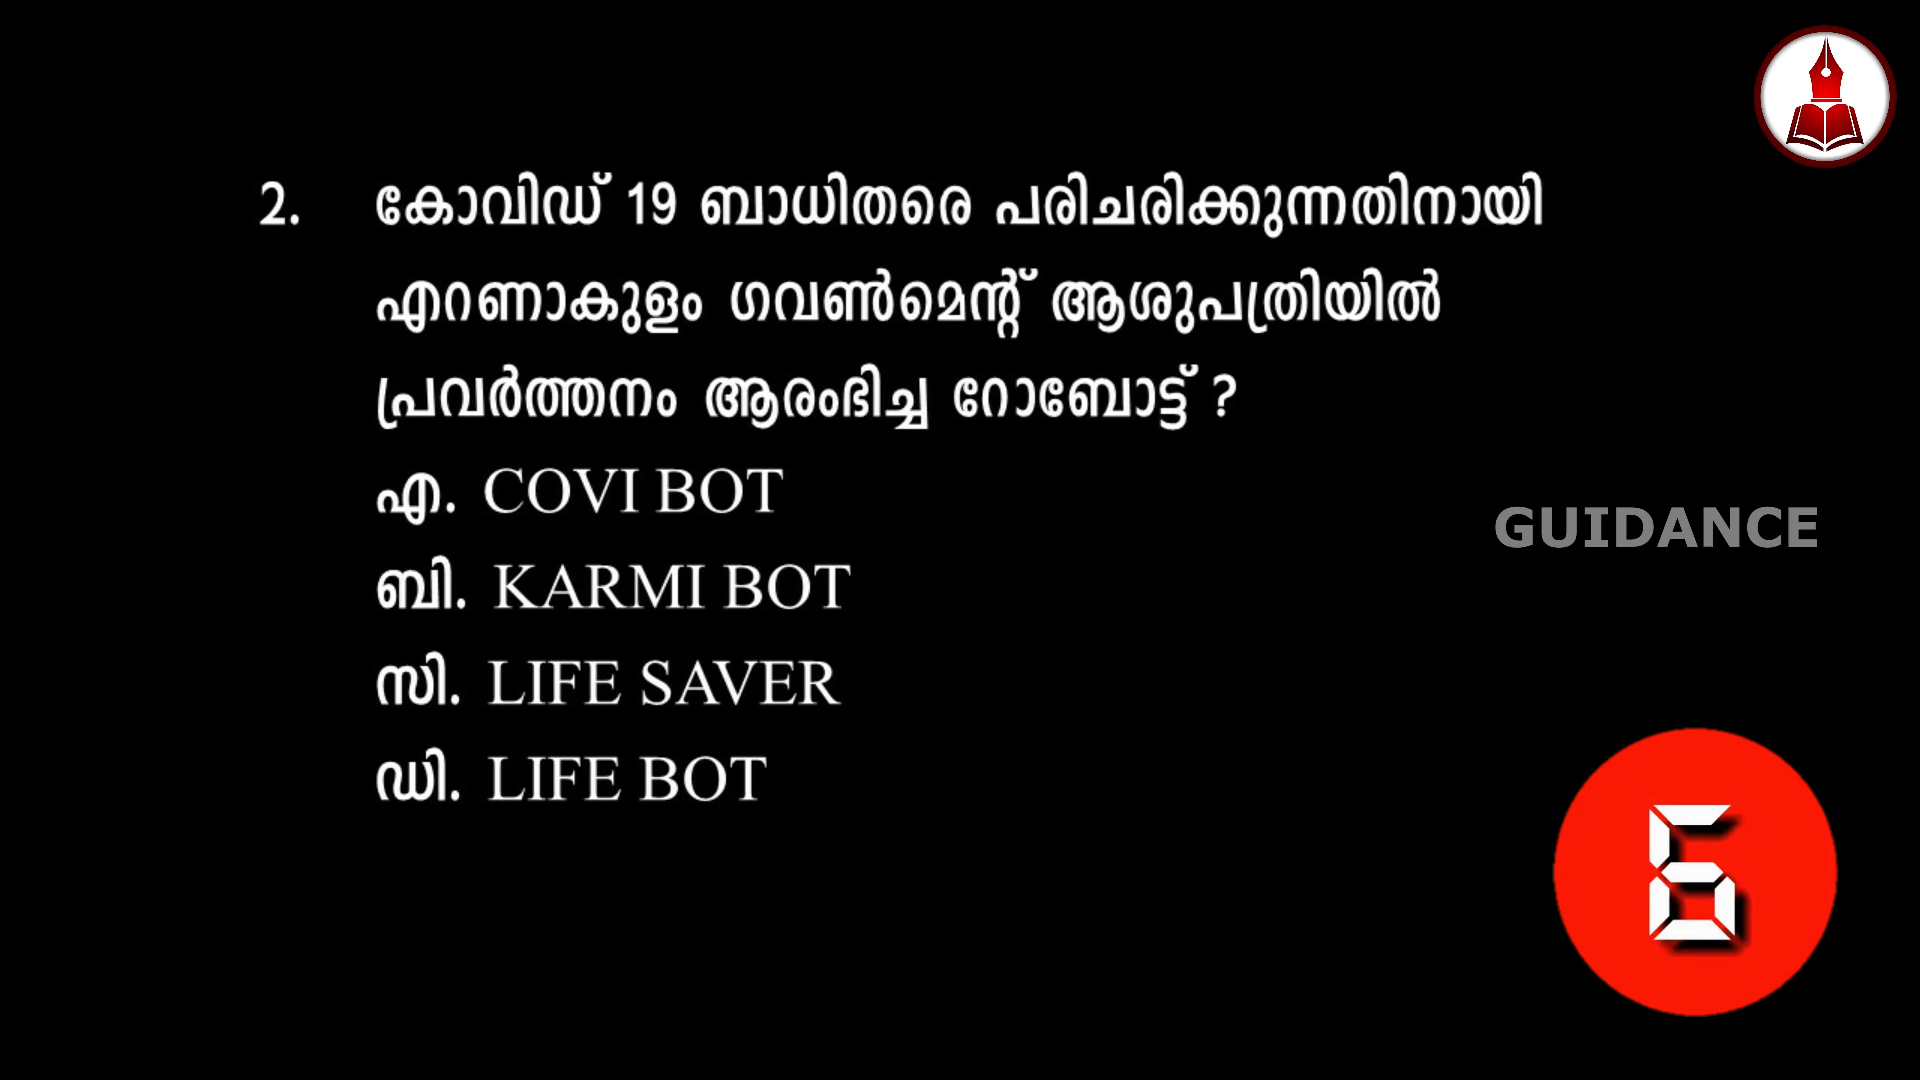 2. കോവിഡ് 19 ബാധിതരെ പരിചരിക്കുന്നതിനായി
എറണാകുളം ഗവൺമെന്റ് ആശുപത്രിയിൽ
പ്രവർത്തനം ആരംഭിച്ച റോബോട്ട് ?
എ. COVI BOT
GUIDANCE
ബി. KARMI BOT
സി. LIFE SAVER
ഡി. LIFE BOT
6